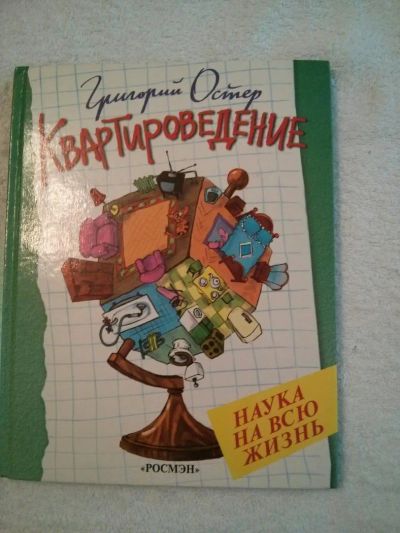 Григорий Остер
Квартироведение
НАУКА
НА ВСЮ
ЖИЗНЬ
«РОСМЭН»